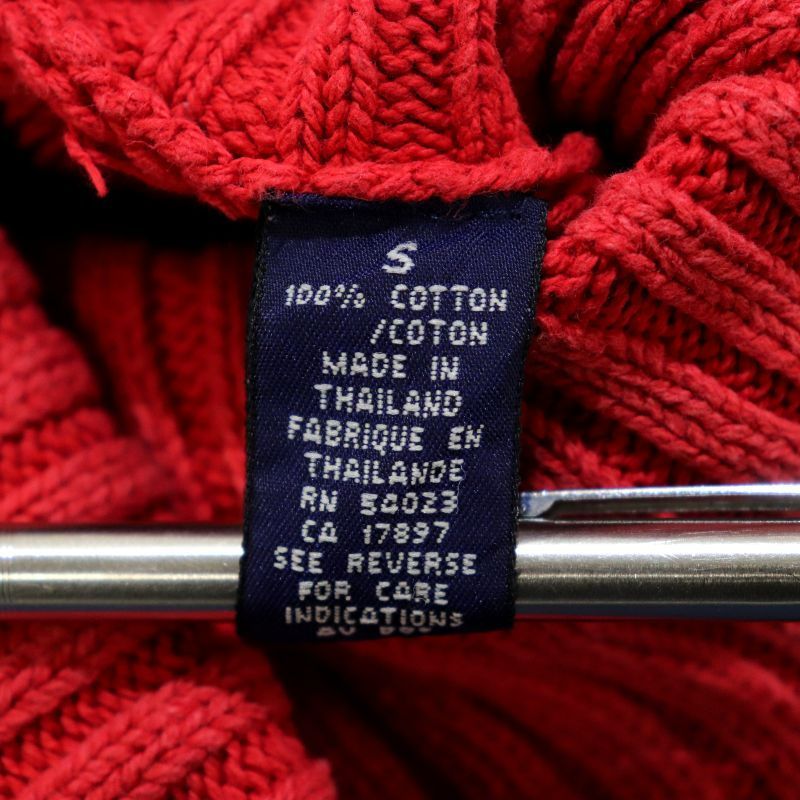 S
100% COTTON
/COTON
MADE IN
THAILAND
FABRIQUE EN
THAILANDE
RN 54023
CA 17897
SEE REVERSE
FOR CARE
INDICATIONS